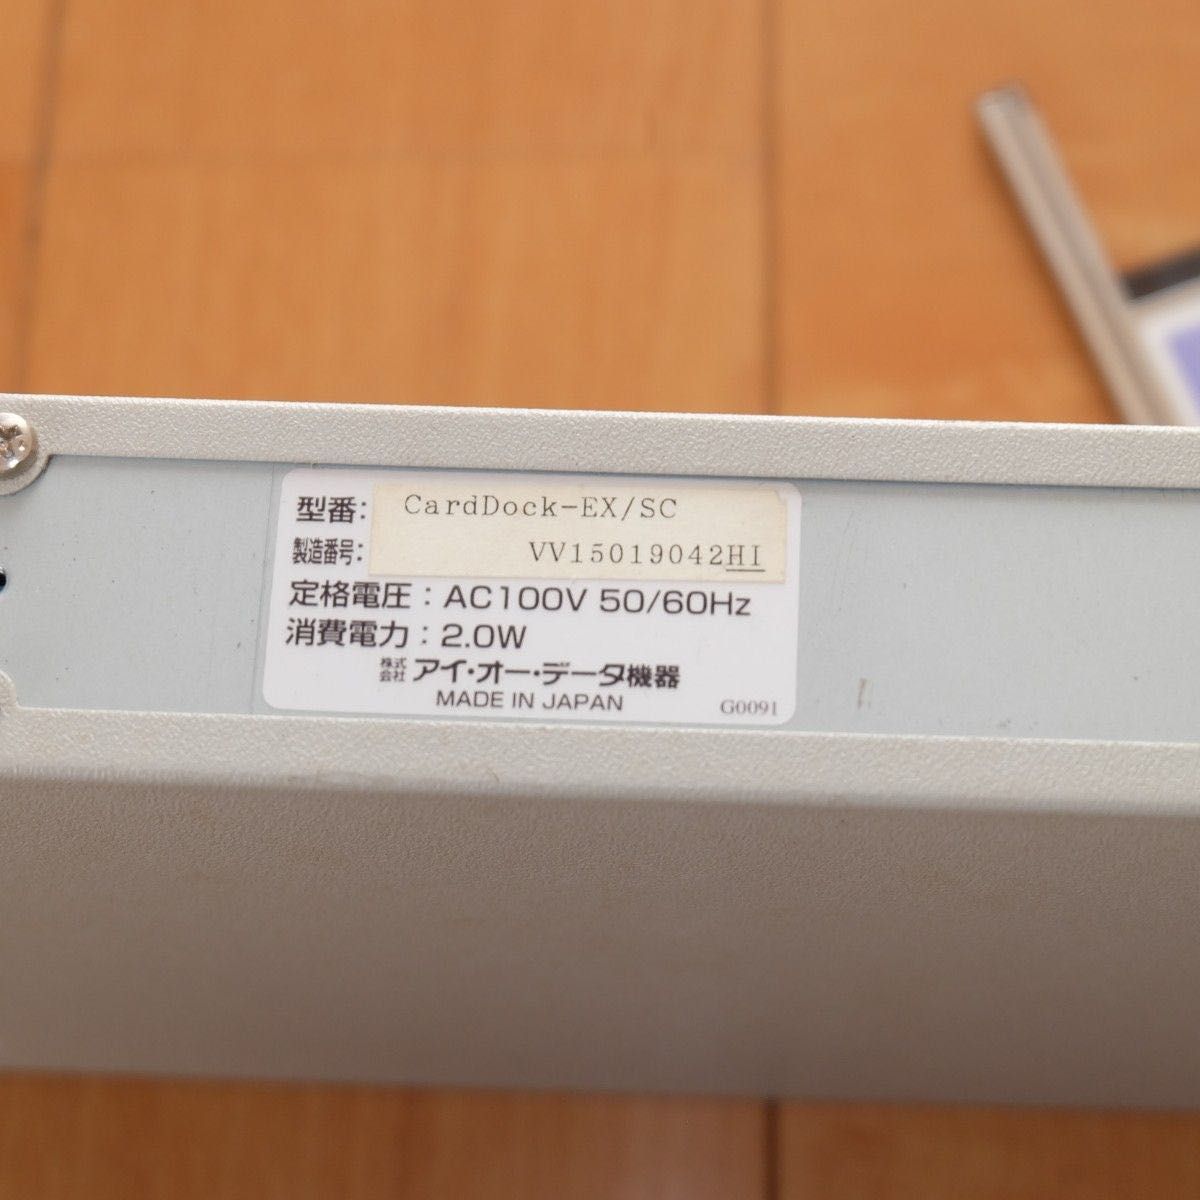 型番: CardDock-EX/SC
製造番号: VV15019042HI
定格電圧：AC100V 50/60Hz
消費電力：2.0W
株式会社 アイ・オー・データ機器
MADE IN JAPAN G0091